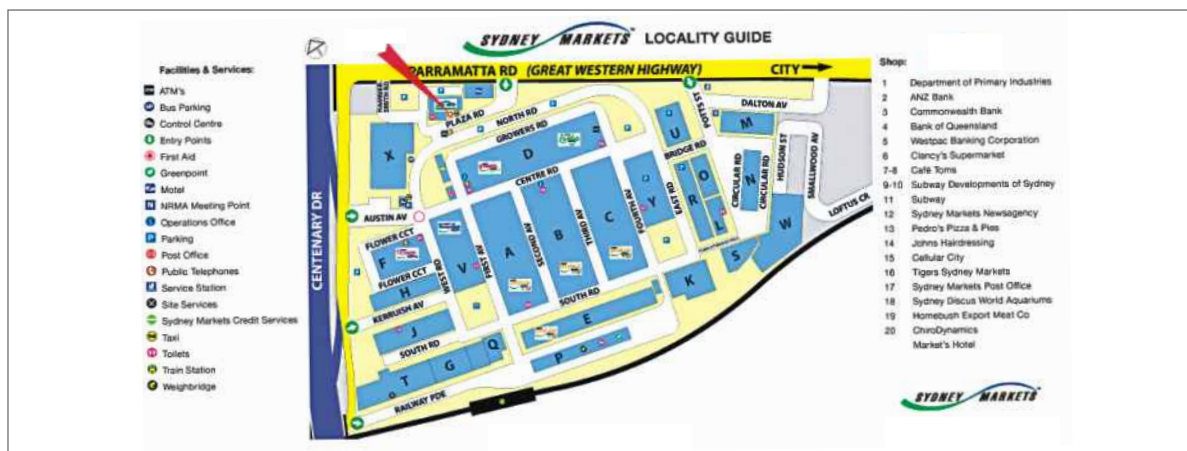 SYDNEY MARKETS LOCALITY GUIDE
Facilities & Services:
ATM's
Bus Parking
Control Centre
Entry Points
First Aid
Greenpoint
Motel
NRMA Meeting Point
Operations Office
Parking
Post Office
Public Telephones
Service Station
Site Services
Sydney Markets Credit Services
Taxi
Toilets
Train Station
Weighbridge
PARRAMATTA RD (GREAT WESTERN HIGHWAY)
CITY
CENTENARY DR
PLAZA RD
NORTH RD
GROWERS RD
CENTRE RD
POTTS ST
DALTON AV
BRIDGE RD
CIRCULAR RD
CIRCULAR RD
HUDSON ST
SMALLWOOD AV
LOFTUS CR
AUSTIN AV
FLOWER CCT
FLOWER CCT
WEST RD
FIRST AV
SECOND AV
THIRD AV
FOURTH AV
EAST RD
KERRUISH AV
SOUTH RD
SOUTH RD
RAILWAY PDE
X
D
U
M
O
N
R
L
Y
C
B
A
V
F
H
J
W
S
K
E
P
Q
G
T
Shop:
1 Department of Primary Industries
2 ANZ Bank
3 Commonwealth Bank
4 Bank of Queensland
5 Westpac Banking Corporation
6 Clancy's Supermarket
7-8 Café Toms
9-10 Subway Developments of Sydney
11 Subway
12 Sydney Markets Newsagency
13 Pedro's Pizza & Pies
14 Johns Hairdressing
15 Cellular City
16 Tigers Sydney Markets
17 Sydney Markets Post Office
18 Sydney Discus World Aquariums
19 Homebush Export Meat Co
20 ChiroDynamics
Market's Hotel
SYDNEY MARKETS